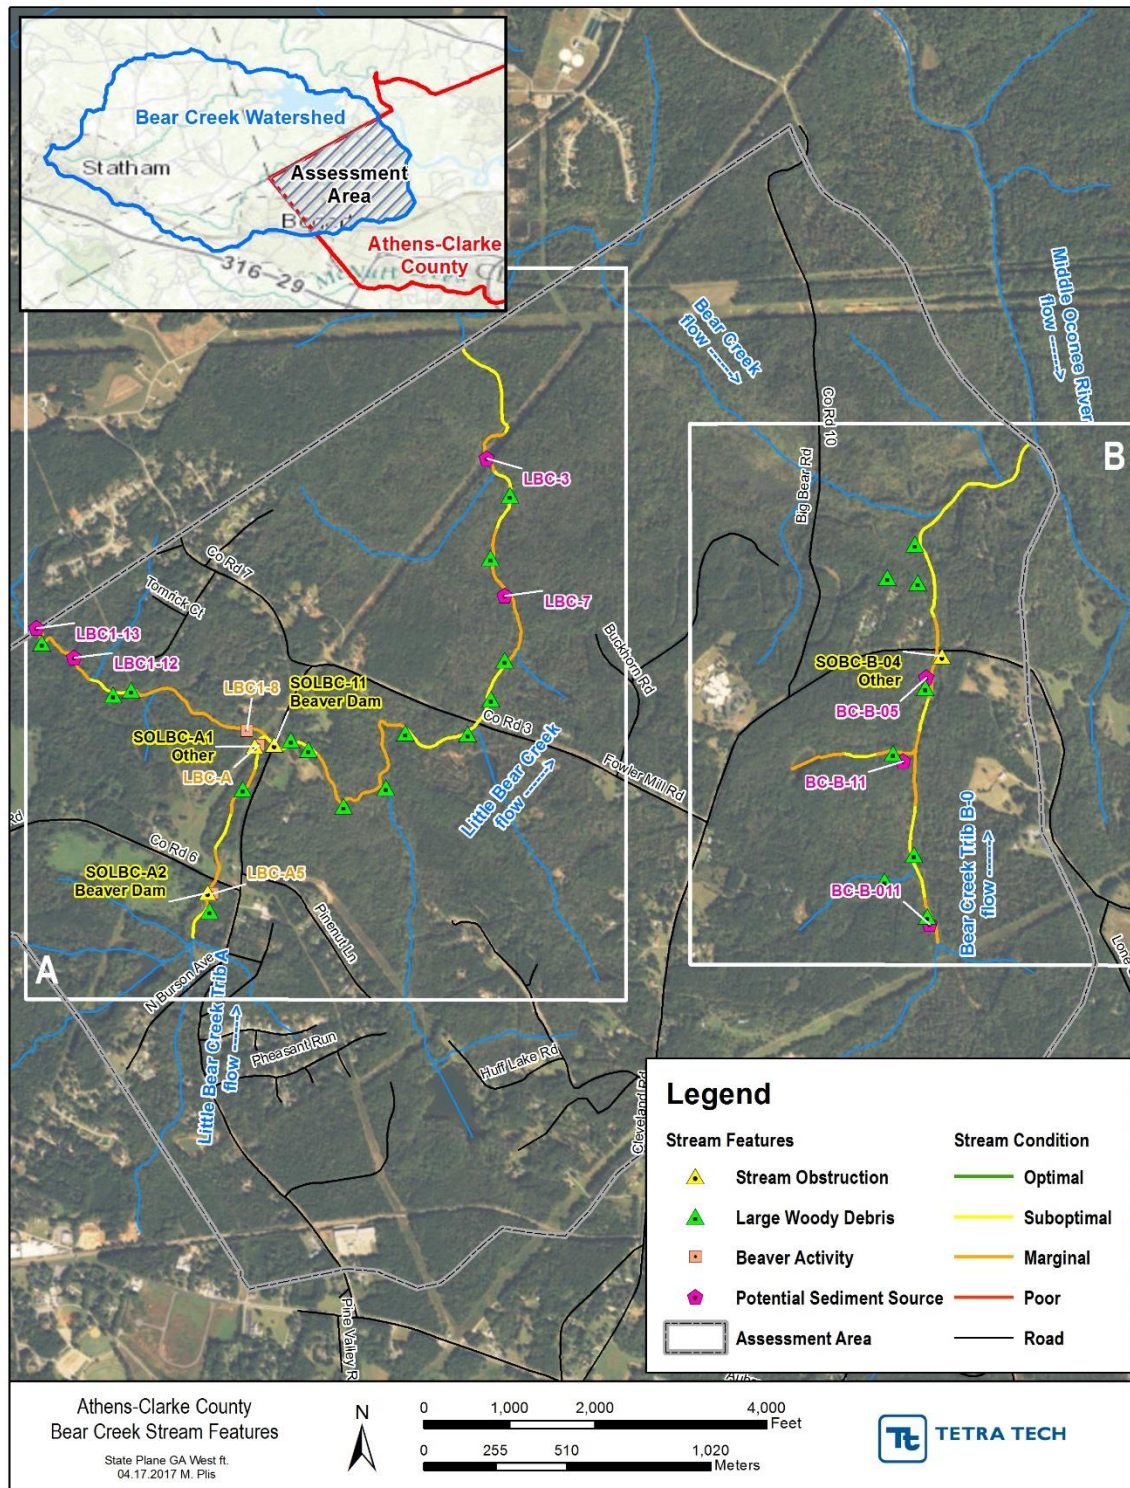 Bear Creek Watershed
Statham
Assessment
Area
Athens-Clarke
County
316-29
Bear Creek
flow ----->
Middle Oconee River
flow ----->
Co Rd 10
Big Bear Rd
B
LBC-3
LBC-7
Co Rd 7
Tomrick Ct
LBC1-13
LBC1-12
LBC1-8
SOLBC-11
Beaver Dam
SOLBC-A1
Other
LBC-A
Buckhorn Rd
Co Rd 3
Fowler Mill Rd
Little Bear Creek
flow ----->
SOBC-B-04
Other
BC-B-05
BC-B-11
BC-B-011
Bear Creek Trib B-0
flow ----->
Rd
Co Rd 6
SOLBC-A2
Beaver Dam
LBC-A5
Pinenut Ln
A
N Burson Ave
Little Bear Creek Trib A
flow ----->
Pheasant Run
Huff Lake Rd
Cleveland Rd
Pine Valley R
Legend
Stream Features
Stream Obstruction
Large Woody Debris
Beaver Activity
Potential Sediment Source
Assessment Area
Stream Condition
Optimal
Suboptimal
Marginal
Poor
Road
Athens-Clarke County
Bear Creek Stream Features
State Plane GA West ft.
04.17.2017 M. Plis
N
0 1,000 2,000 4,000
Feet
0 255 510 1,020
Meters
Tt TETRA TECH